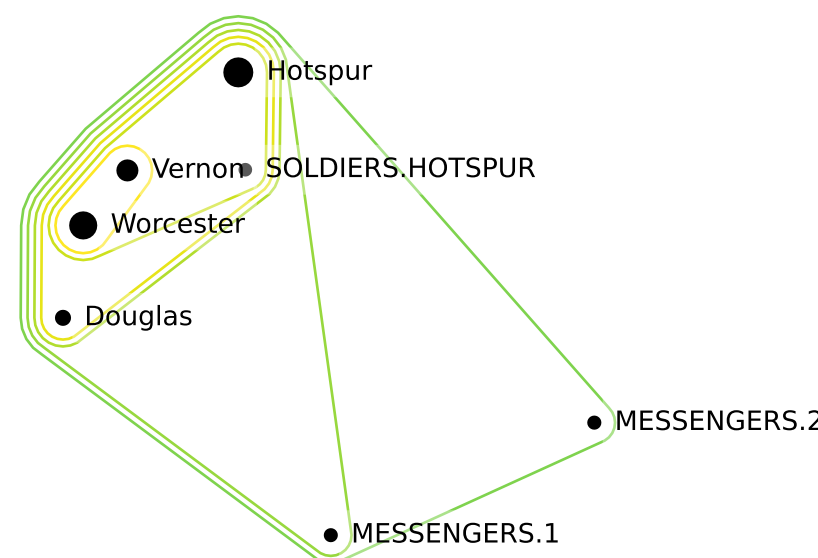 Hotspur
Vernon
SOLDIERS.HOTSPUR
Worcester
Douglas
MESSENGERS.2
MESSENGERS.1